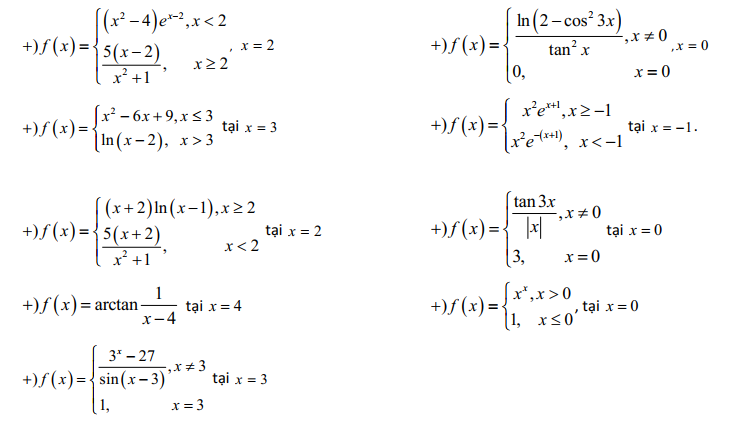 +) f(x) = { (x² − 4)e^(x−2), x < 2
5(x − 2)/(x² + 1), x ≥ 2 , x = 2
+) f(x) = { ln(2 − cos² 3x)/tan² x, x ≠ 0
0, x = 0 , x = 0
+) f(x) = { x² − 6x + 9, x ≤ 3
ln(x − 2), x > 3 tại x = 3
+) f(x) = { x²e^(x+1), x ≥ −1
x²e^(−(x+1)), x < −1 tại x = −1.
+) f(x) = { (x + 2)ln(x − 1), x ≥ 2
5(x + 2)/(x² + 1), x < 2 tại x = 2
+) f(x) = { tan 3x/|x|, x ≠ 0
3, x = 0 tại x = 0
+) f(x) = arctan 1/(x − 4) tại x = 4
+) f(x) = { x^x, x > 0
1, x ≤ 0 , tại x = 0
+) f(x) = { (3^x − 27)/sin(x − 3), x ≠ 3
1, x = 3 tại x = 3